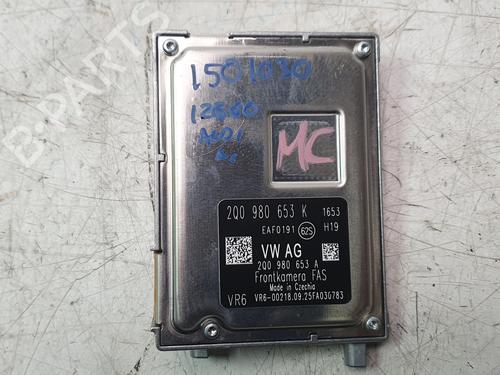 1501030
MC
2Q0 980 653 K 1653
EAF0191 62S H19
VW AG
2Q0 980 653 A
Frontkamera FAS
Made in Czechia
VR6 VR6-00218.09.25FA03G783
B-PARTS